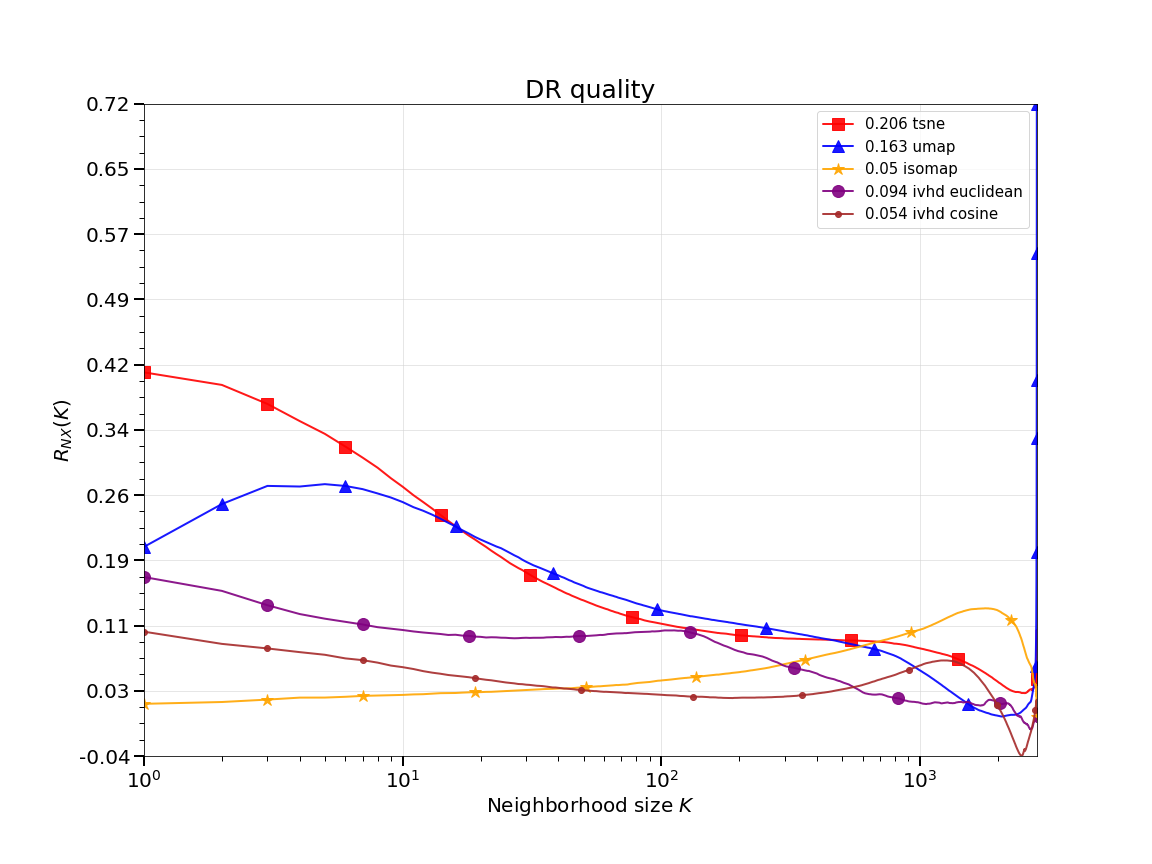 DR quality
0.72
0.65
0.57
0.49
0.42
0.34
0.26
0.19
0.11
0.03
-0.04
R_{NX}(K)
0.206 tsne
0.163 umap
0.05 isomap
0.094 ivhd euclidean
0.054 ivhd cosine
10^0 10^1 10^2 10^3
Neighborhood size K